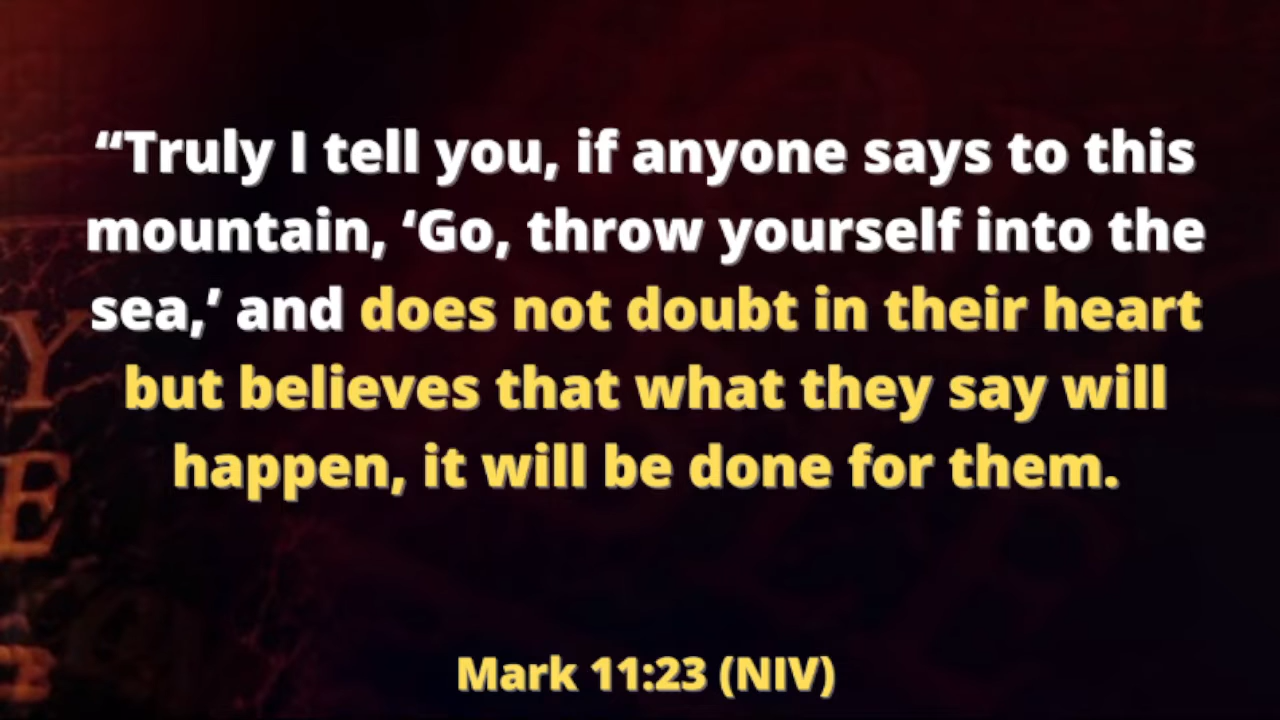 “Truly I tell you, if anyone says to this
mountain, ‘Go, throw yourself into the
sea,’ and does not doubt in their heart
but believes that what they say will
happen, it will be done for them.
Mark 11:23 (NIV)
Y
E